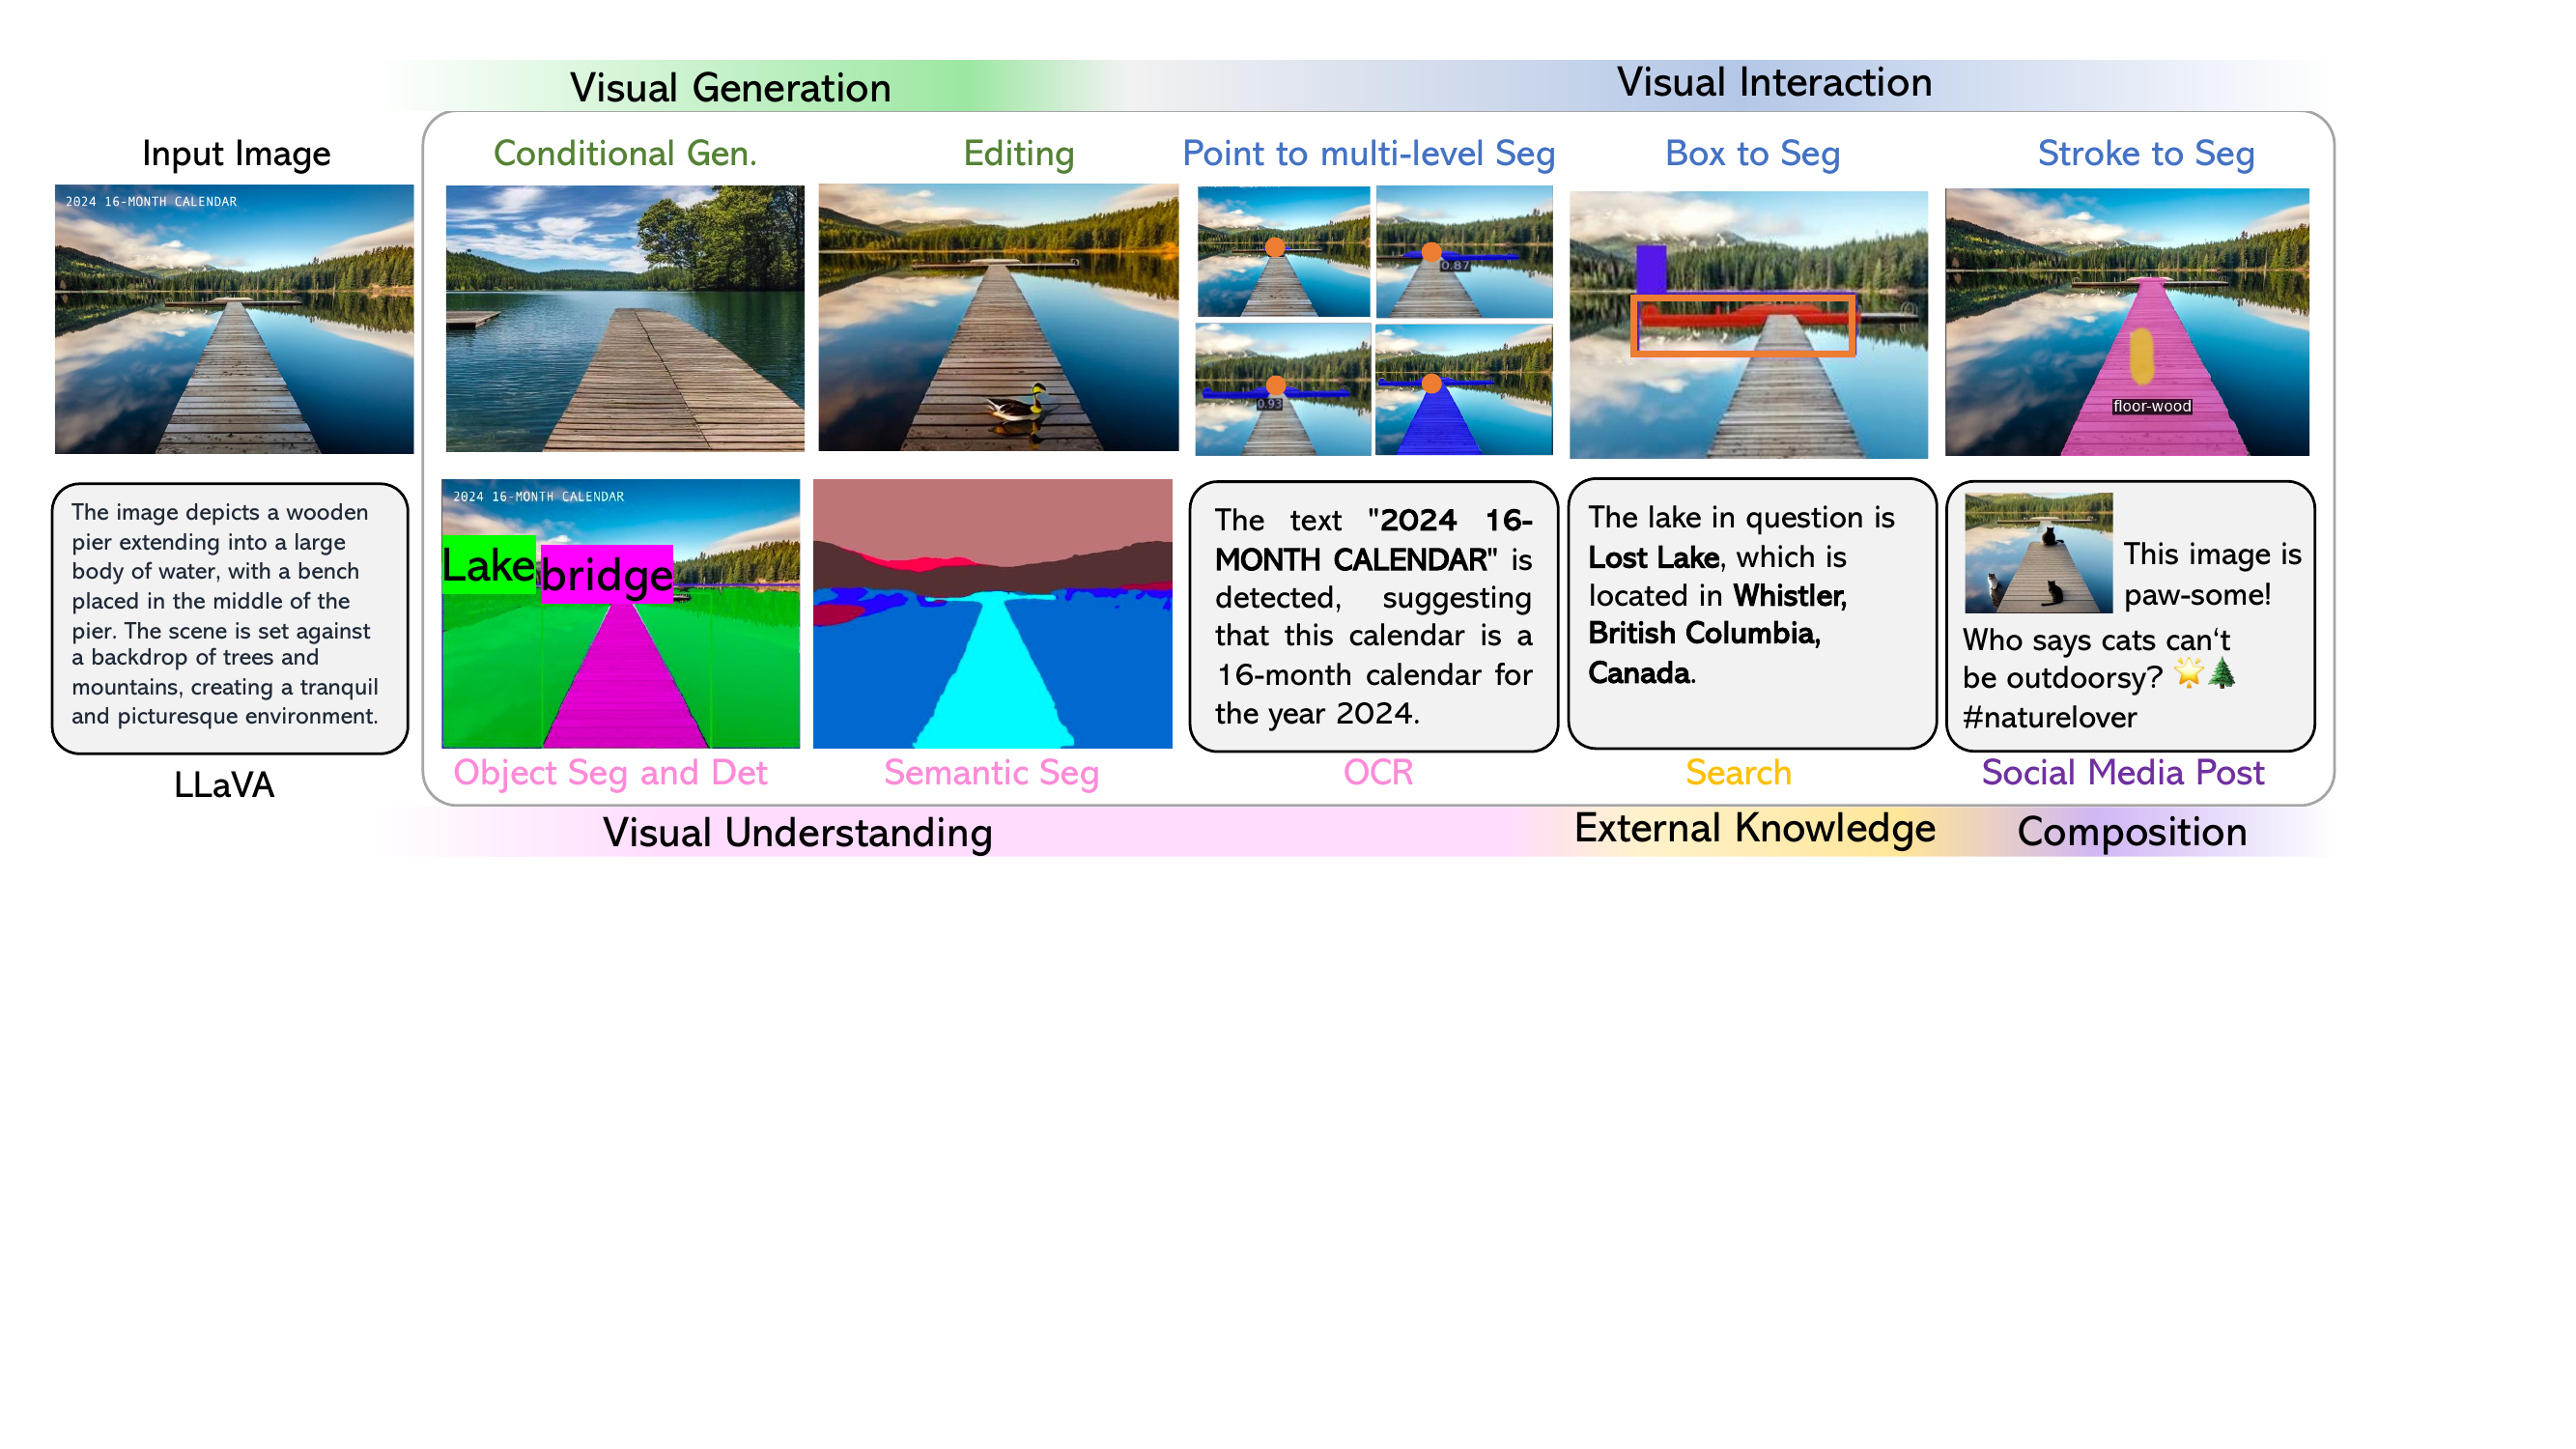 Visual Generation
Visual Interaction
Input Image
Conditional Gen.
Editing
Point to multi-level Seg
Box to Seg
Stroke to Seg
2024 16-MONTH CALENDAR
0.87
0.93
floor-wood
The image depicts a wooden
pier extending into a large
body of water, with a bench
placed in the middle of the
pier. The scene is set against
a backdrop of trees and
mountains, creating a tranquil
and picturesque environment.
LLaVA
2024 16-MONTH CALENDAR
Lake
bridge
The text "2024 16-
MONTH CALENDAR" is
detected, suggesting
that this calendar is a
16-month calendar for
the year 2024.
The lake in question is
Lost Lake, which is
located in Whistler,
British Columbia,
Canada.
This image is
paw-some!
Who says cats can‘t
be outdoorsy? 🌟🌲
#naturelover
Object Seg and Det
Semantic Seg
OCR
Search
Social Media Post
Visual Understanding
External Knowledge
Composition